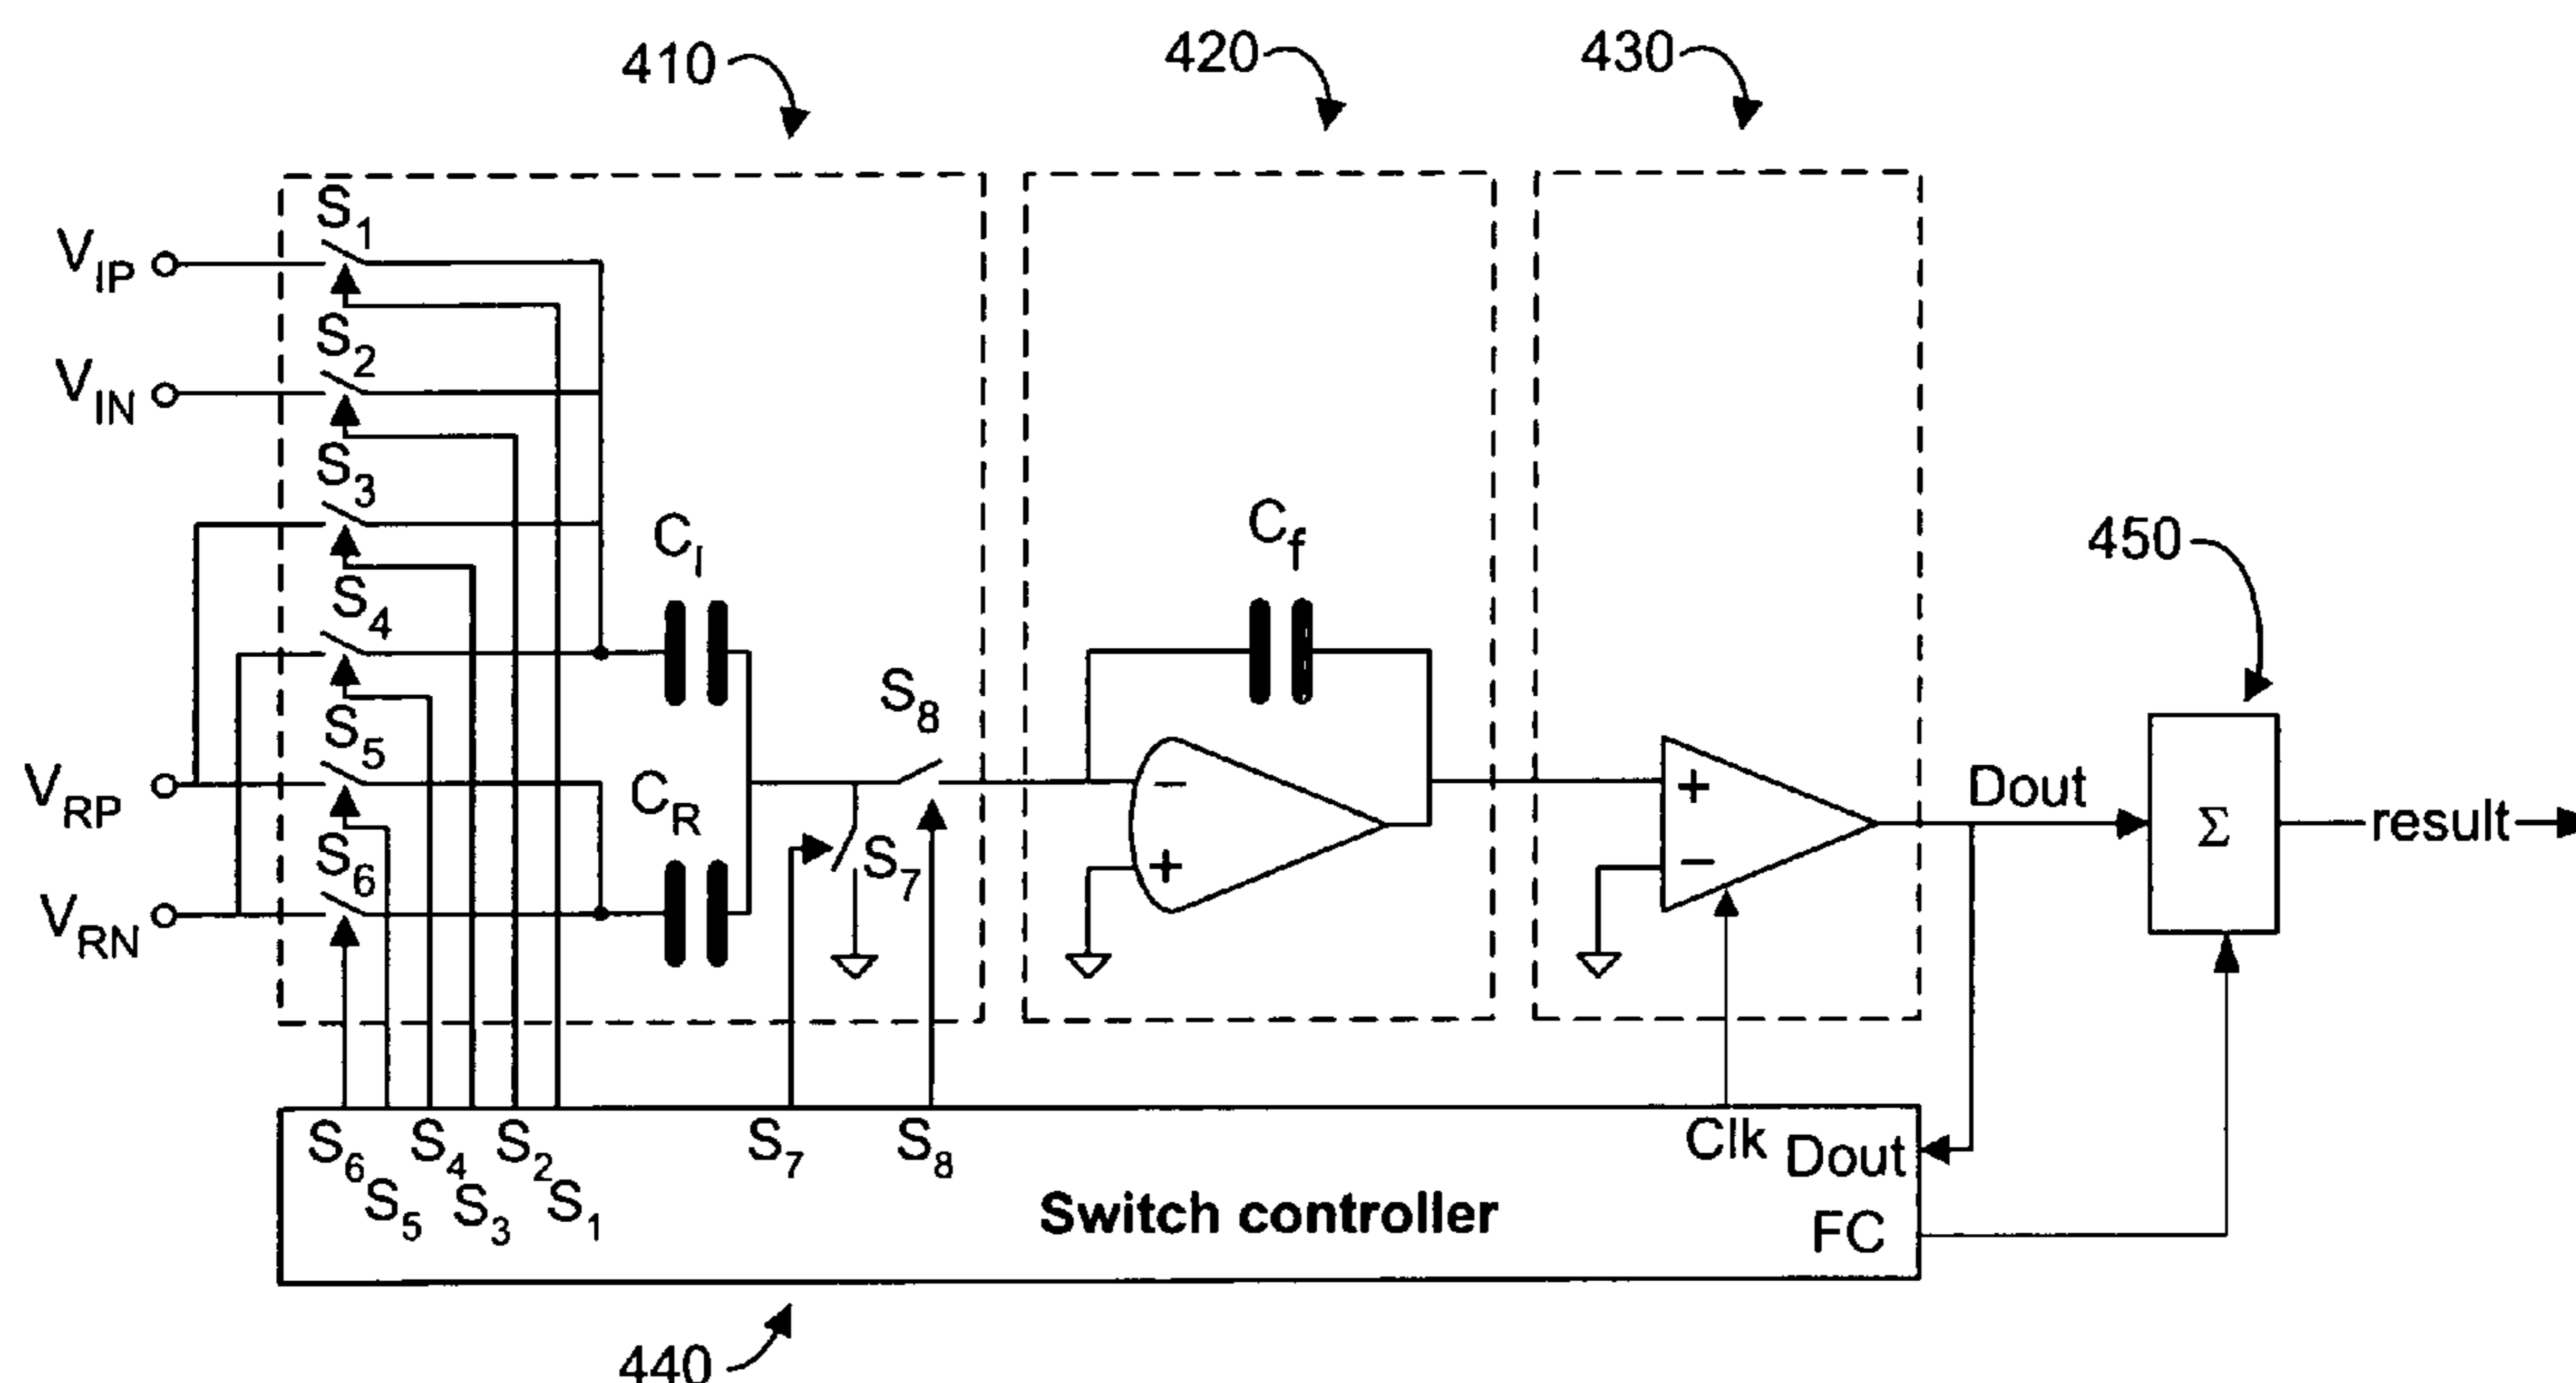 410
420
430
S1
VIP
S2
VIN
S3
CI
Cf
450
S4
S8
S5
VRP
CR
Dout
S6
S7
Σ
result
VRN
S6 S4 S2 S7 S8 Clk Dout
S5 S3 S1 Switch controller FC
440